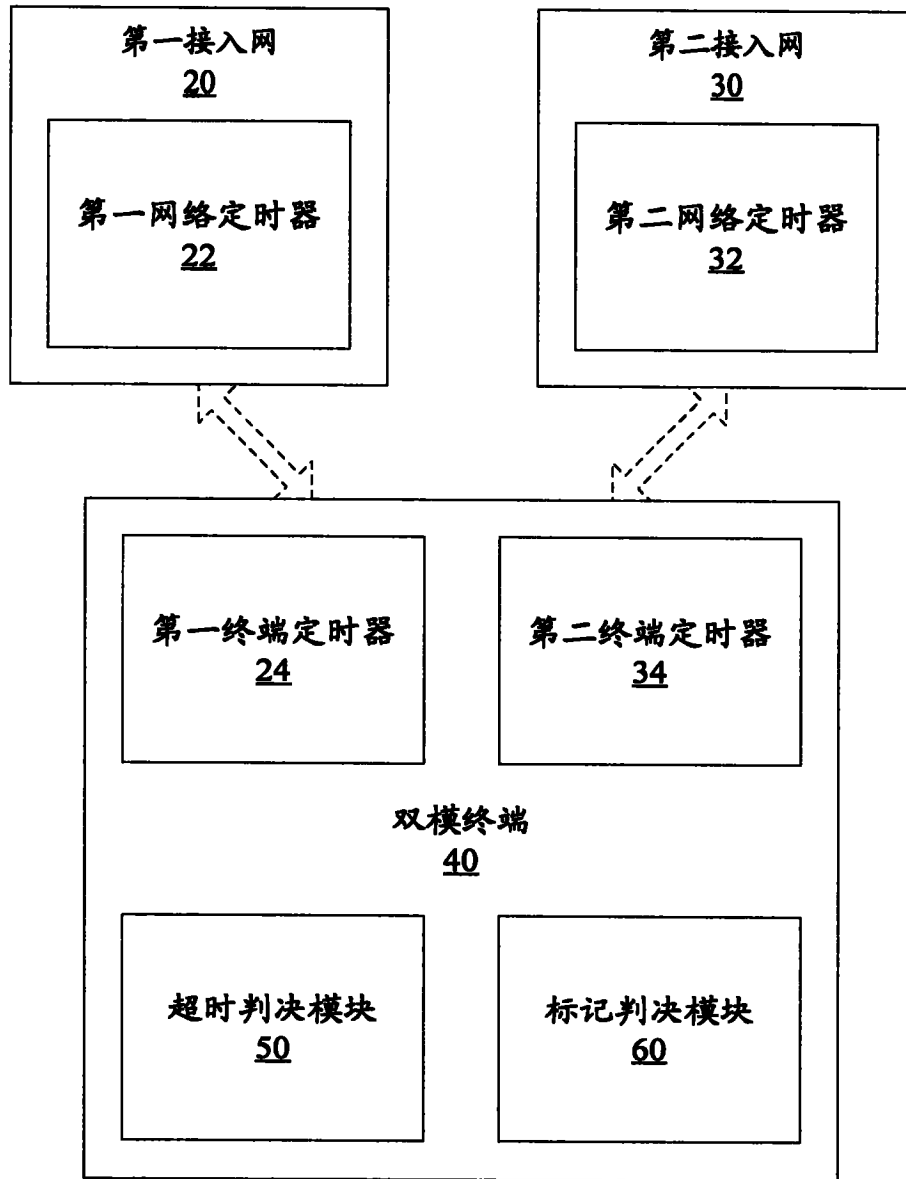 第一接入网
20
第一网络定时器
22
第二接入网
30
第二网络定时器
32
第一终端定时器
24
第二终端定时器
34
双模终端
40
超时判决模块
50
标记判决模块
60